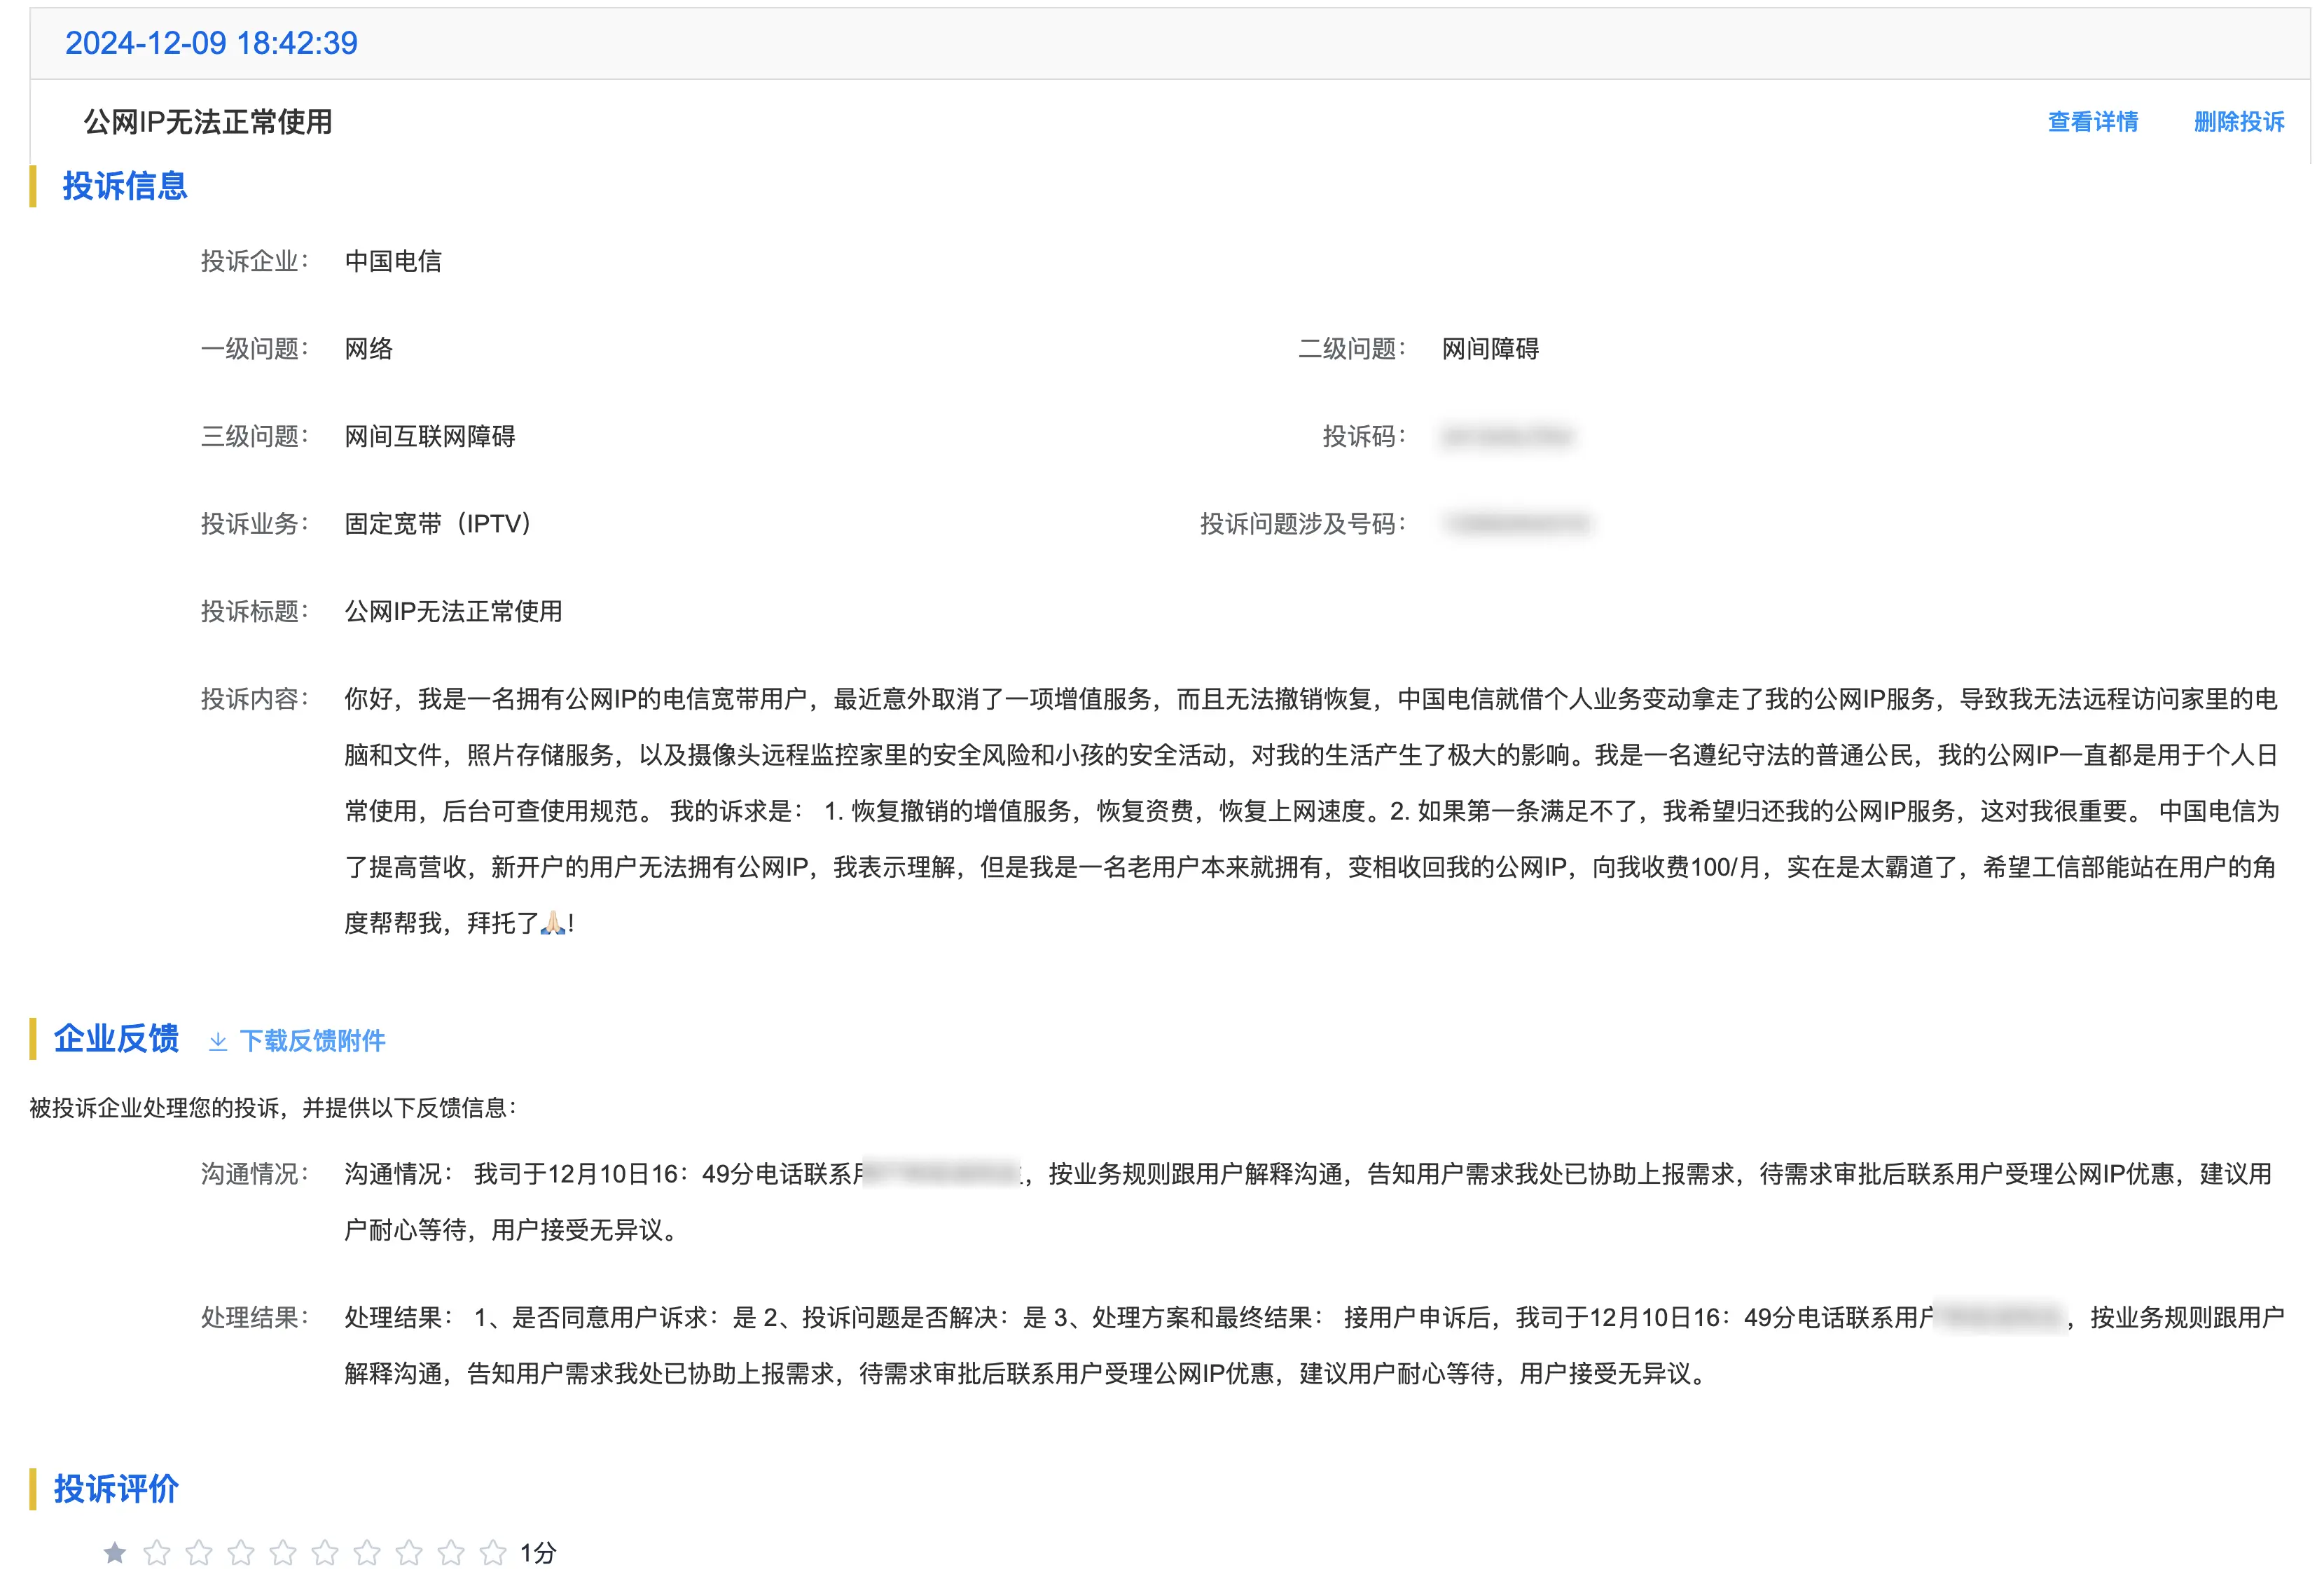 2024-12-09 18:42:39
公网IP无法正常使用
查看详情
删除投诉
投诉信息
投诉企业： 中国电信
一级问题： 网络
二级问题： 网间障碍
三级问题： 网间互联网障碍
投诉码：
投诉业务： 固定宽带（IPTV）
投诉问题涉及号码：
投诉标题： 公网IP无法正常使用
投诉内容： 你好，我是一名拥有公网IP的电信宽带用户，最近意外取消了一项增值服务，而且无法撤销恢复，中国电信就借个人业务变动拿走了我的公网IP服务，导致我无法远程访问家里的电
脑和文件，照片存储服务，以及摄像头远程监控家里的安全风险和小孩的安全活动，对我的生活产生了极大的影响。我是一名遵纪守法的普通公民，我的公网IP一直都是用于个人日
常使用，后台可查使用规范。 我的诉求是： 1. 恢复撤销的增值服务，恢复资费，恢复上网速度。2. 如果第一条满足不了，我希望归还我的公网IP服务，这对我很重要。 中国电信为
了提高营收，新开户的用户无法拥有公网IP，我表示理解，但是我是一名老用户本来就拥有，变相收回我的公网IP，向我收费100/月，实在是太霸道了，希望工信部能站在用户的角
度帮帮我，拜托了🙏🏻!
企业反馈
下载反馈附件
被投诉企业处理您的投诉，并提供以下反馈信息：
沟通情况： 沟通情况： 我司于12月10日16：49分电话联系，按业务规则跟用户解释沟通，告知用户需求我处已协助上报需求，待需求审批后联系用户受理公网IP优惠，建议用
户耐心等待，用户接受无异议。
处理结果： 处理结果： 1、是否同意用户诉求：是 2、投诉问题是否解决：是 3、处理方案和最终结果： 接用户申诉后，我司于12月10日16：49分电话联系用户，按业务规则跟用户
解释沟通，告知用户需求我处已协助上报需求，待需求审批后联系用户受理公网IP优惠，建议用户耐心等待，用户接受无异议。
投诉评价
1分